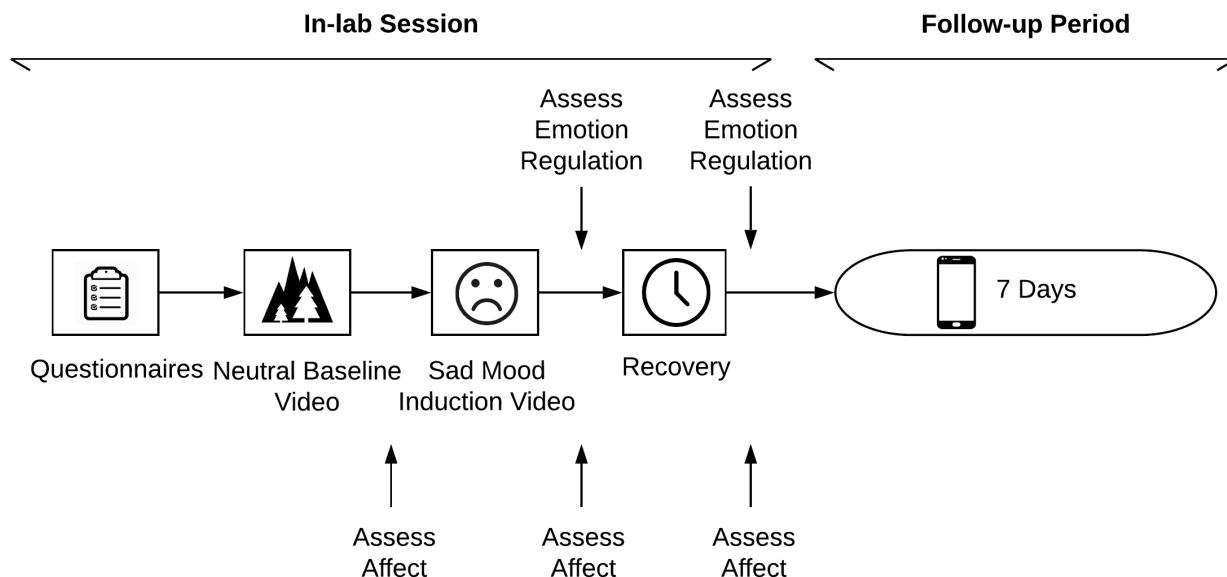 In-lab Session
Follow-up Period
Assess
Emotion
Regulation
Assess
Emotion
Regulation
7 Days
Questionnaires
Neutral Baseline
Video
Sad Mood
Induction Video
Recovery
Assess
Affect
Assess
Affect
Assess
Affect